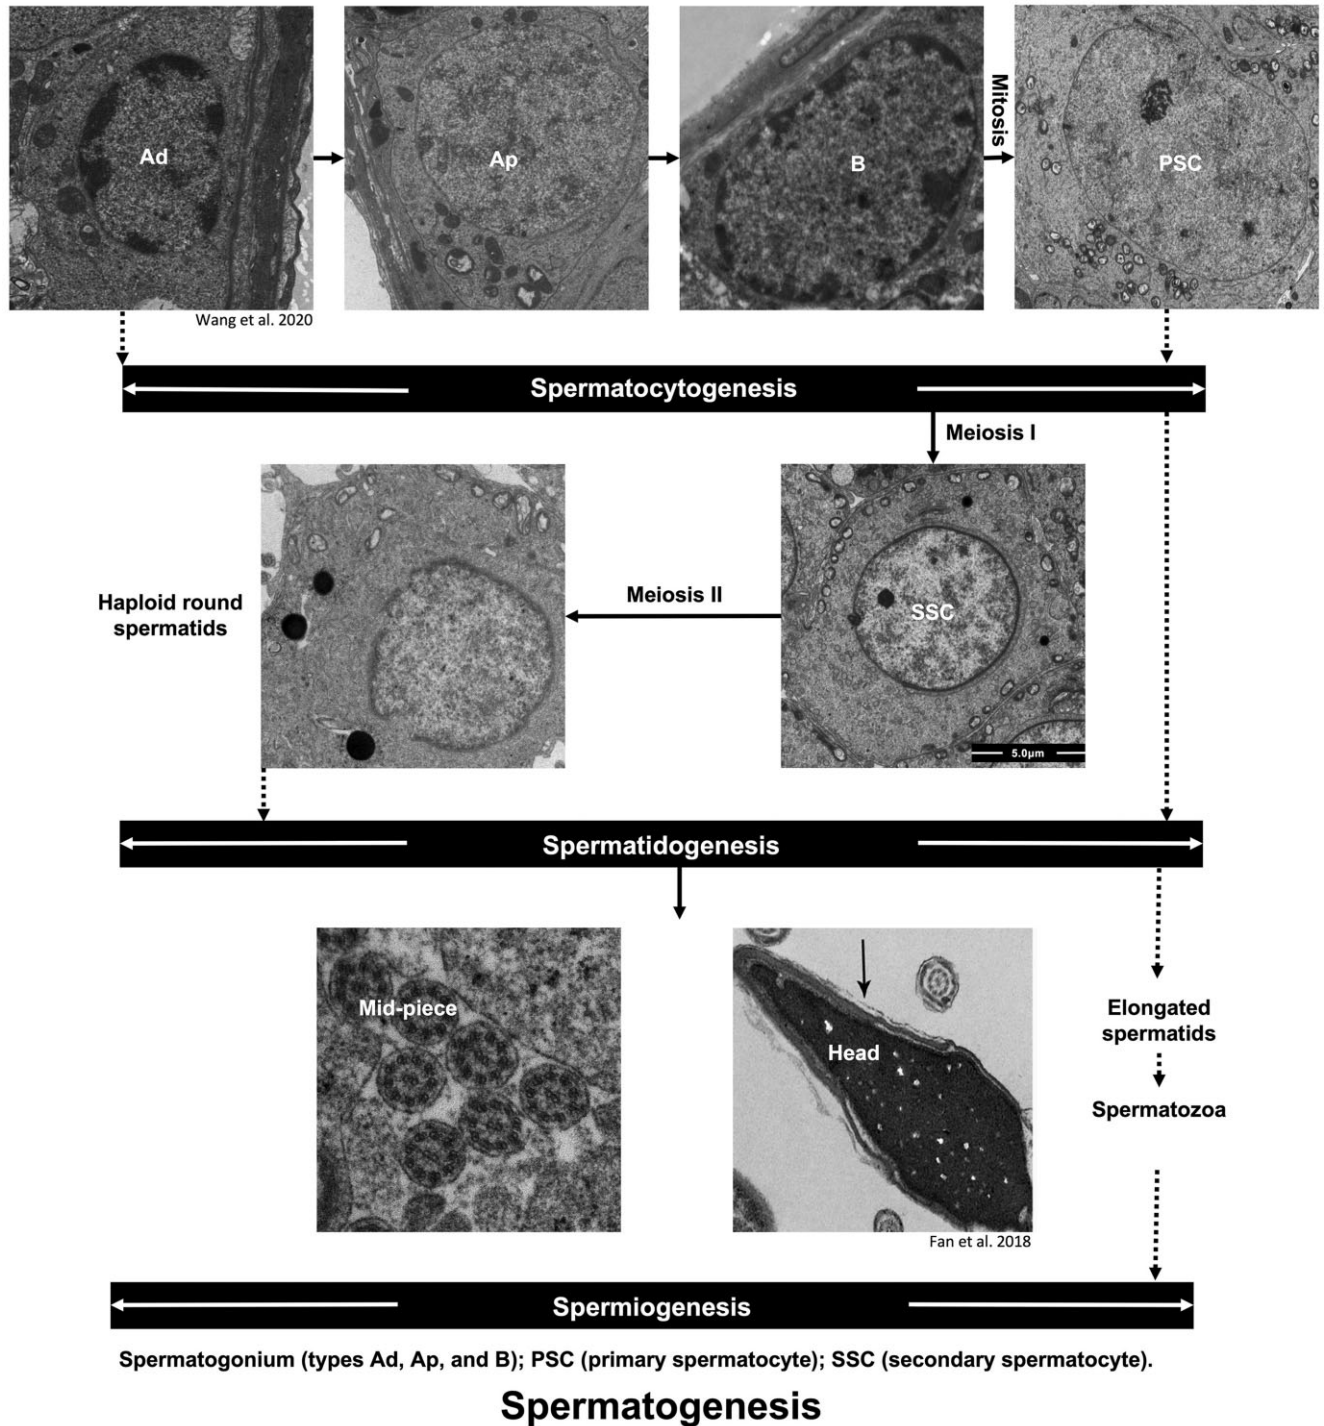 Ad
Ap
B
Mitosis
PSC
Wang et al. 2020
Spermatocytogenesis
Meiosis I
Haploid round
spermatids
Meiosis II
SSC
5.0µm
Spermatidogenesis
Mid-piece
Head
Elongated
spermatids
Spermatozoa
Fan et al. 2018
Spermiogenesis
Spermatogonium (types Ad, Ap, and B); PSC (primary spermatocyte); SSC (secondary spermatocyte).
Spermatogenesis